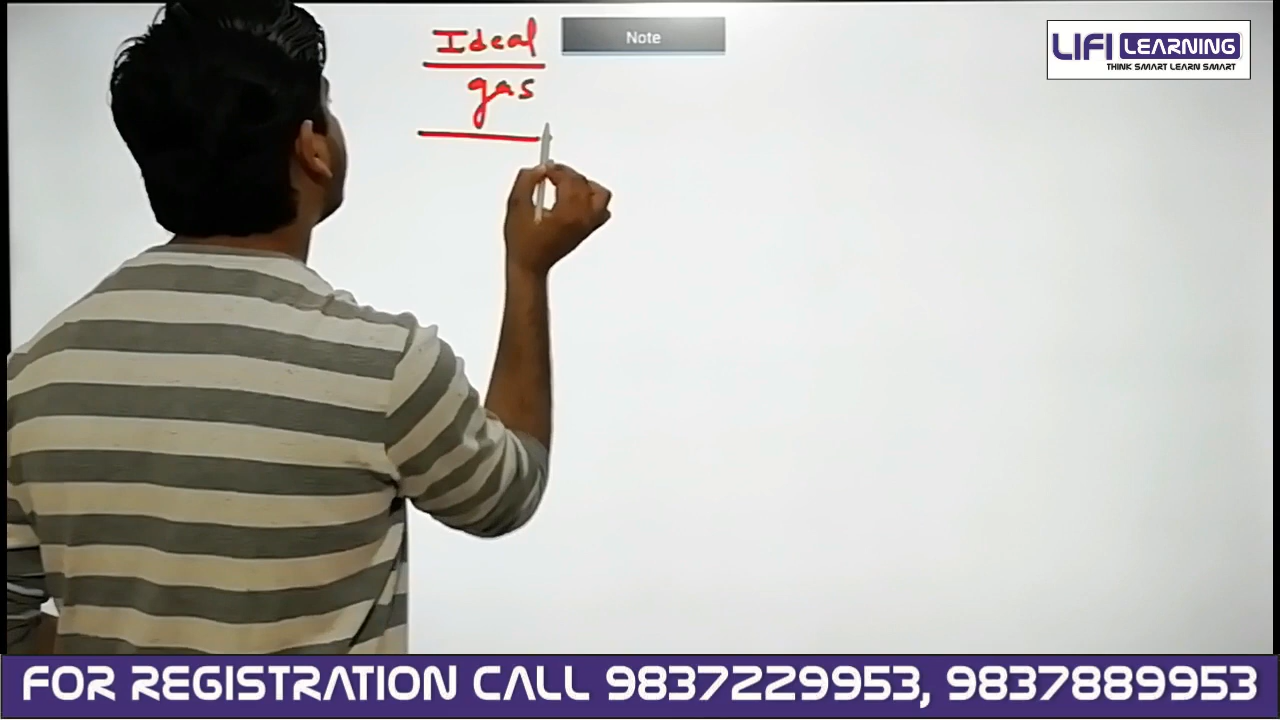 Ideal
gas
Note
LIFI LEARNING
THINK SMART LEARN SMART
FOR REGISTRATION CALL 9837229953, 9837889953